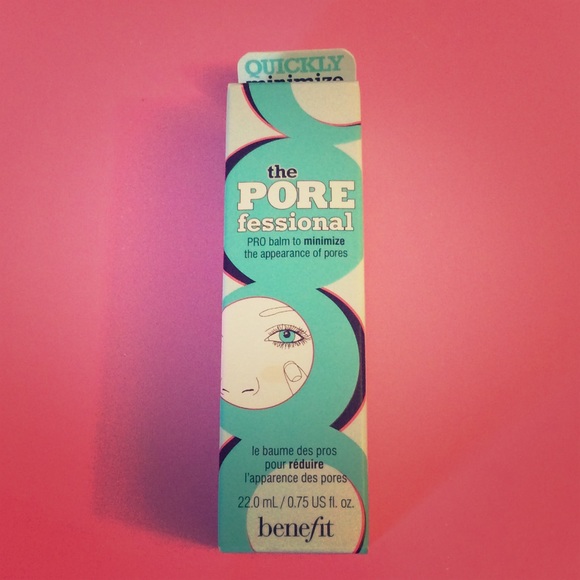 QUICKLY
minimize
the
PORE
fessional
PRO balm to minimize
the appearance of pores
le baume des pros
pour réduire
l'apparence des pores
22.0 mL / 0.75 US fl. oz.
benefit